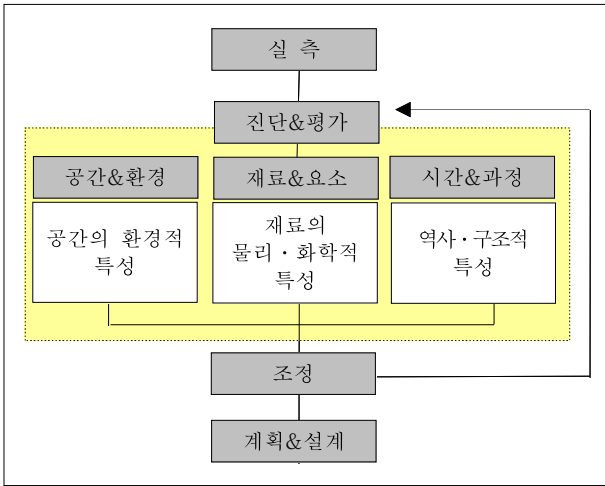 실 측
진단&평가
공간&환경
재료&요소
시간&과정
공간의 환경적
특성
재료의
물리·화학적
특성
역사·구조적
특성
조정
계획&설계